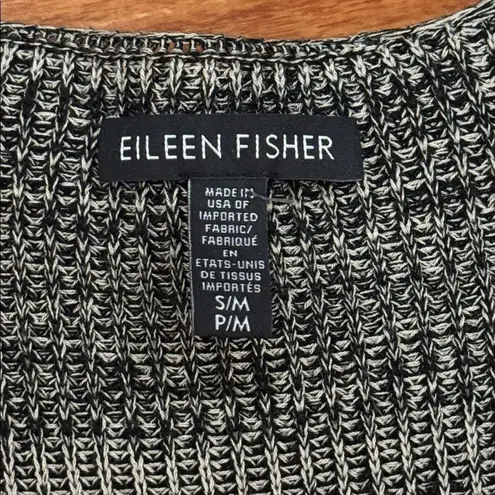 EILEEN FISHER
MADE IN
USA OF
IMPORTED
FABRIC/
FABRIQUÉ
EN
ETATS-UNIS
DE TISSUS
IMPORTÉS
S/M
P/M